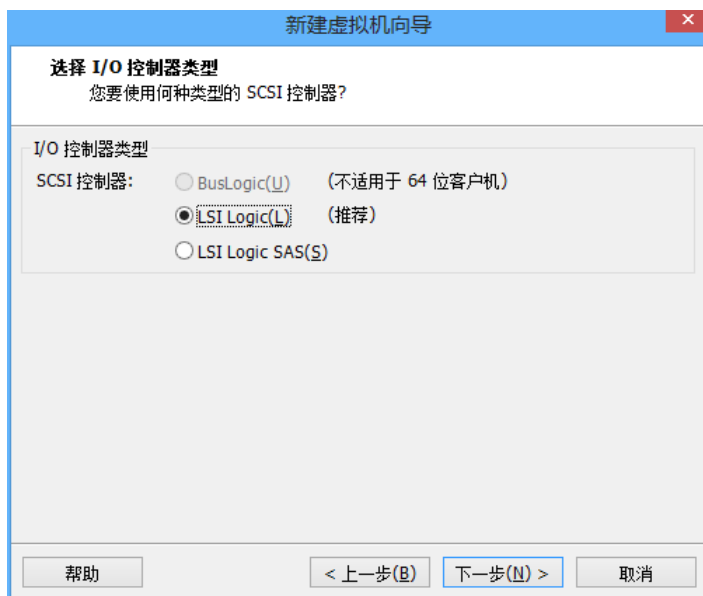 新建虚拟机向导
选择 I/O 控制器类型
您要使用何种类型的 SCSI 控制器?
I/O 控制器类型
SCSI 控制器: BusLogic(U) (不适用于 64 位客户机)
LSI Logic(L) (推荐)
LSI Logic SAS(S)
帮助 < 上一步(B) 下一步(N) > 取消